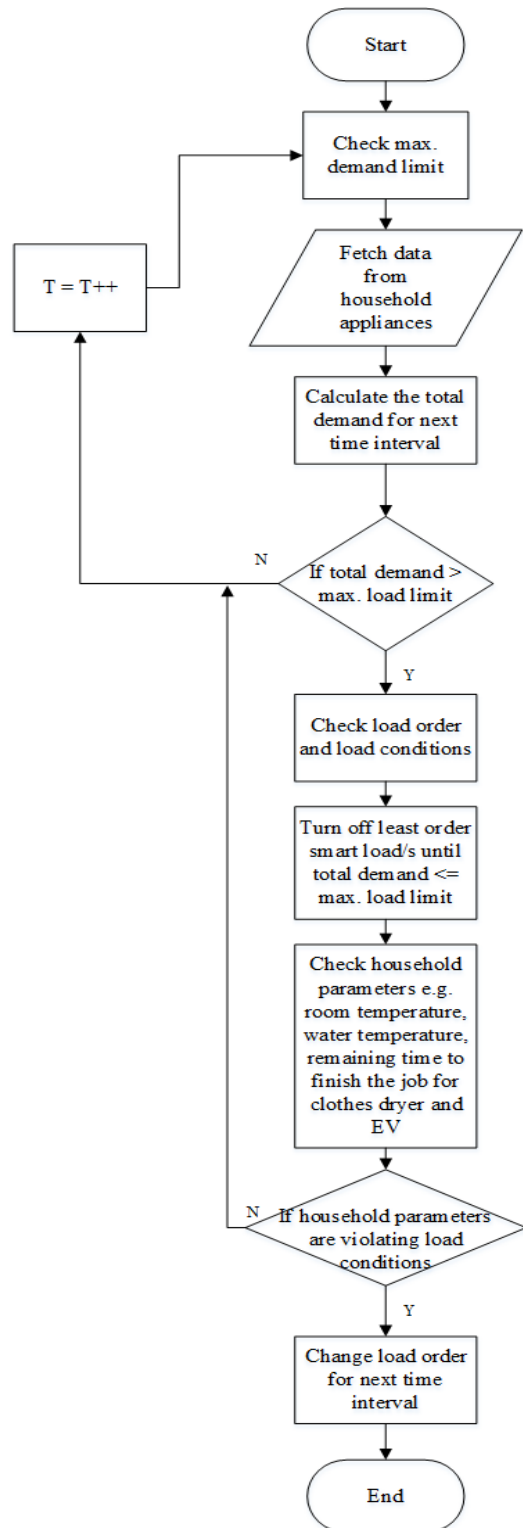 Start
Check max.
demand limit
Fetch data
from
household
appliances
T = T++
Calculate the total
demand for next
time interval
N
If total demand >
max. load limit
Y
Check load order
and load conditions
Turn off least order
smart load/s until
total demand <=
max. load limit
Check household
parameters e.g.
room temperature,
water temperature,
remaining time to
finish the job for
clothes dryer and
EV
N
If household parameters
are violating load
conditions
Y
Change load order
for next time
interval
End